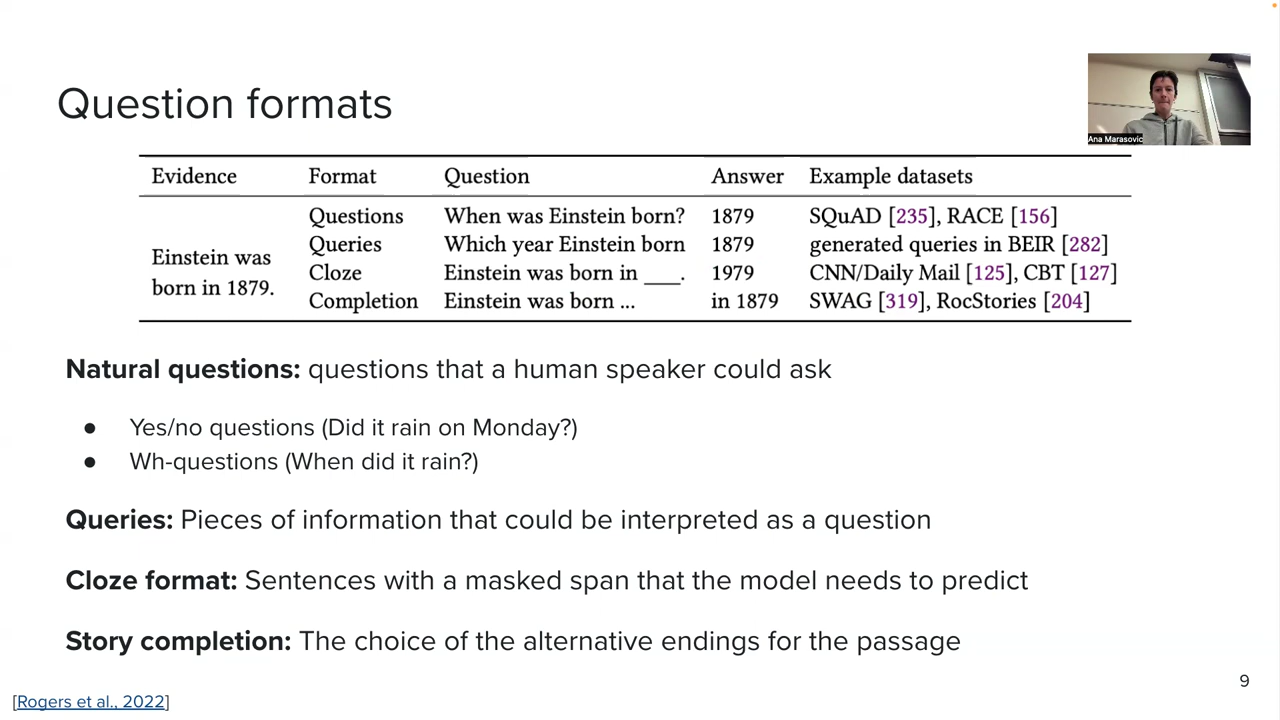 Question formats
Ana Marasovic
Evidence Format Question Answer Example datasets
Einstein was born in 1879.
Questions When was Einstein born? 1879 SQuAD [235], RACE [156]
Queries Which year Einstein born 1879 generated queries in BEIR [282]
Cloze Einstein was born in ___. 1979 CNN/Daily Mail [125], CBT [127]
Completion Einstein was born ... in 1879 SWAG [319], RocStories [204]
Natural questions: questions that a human speaker could ask
● Yes/no questions (Did it rain on Monday?)
● Wh-questions (When did it rain?)
Queries: Pieces of information that could be interpreted as a question
Cloze format: Sentences with a masked span that the model needs to predict
Story completion: The choice of the alternative endings for the passage
9
[Rogers et al., 2022]